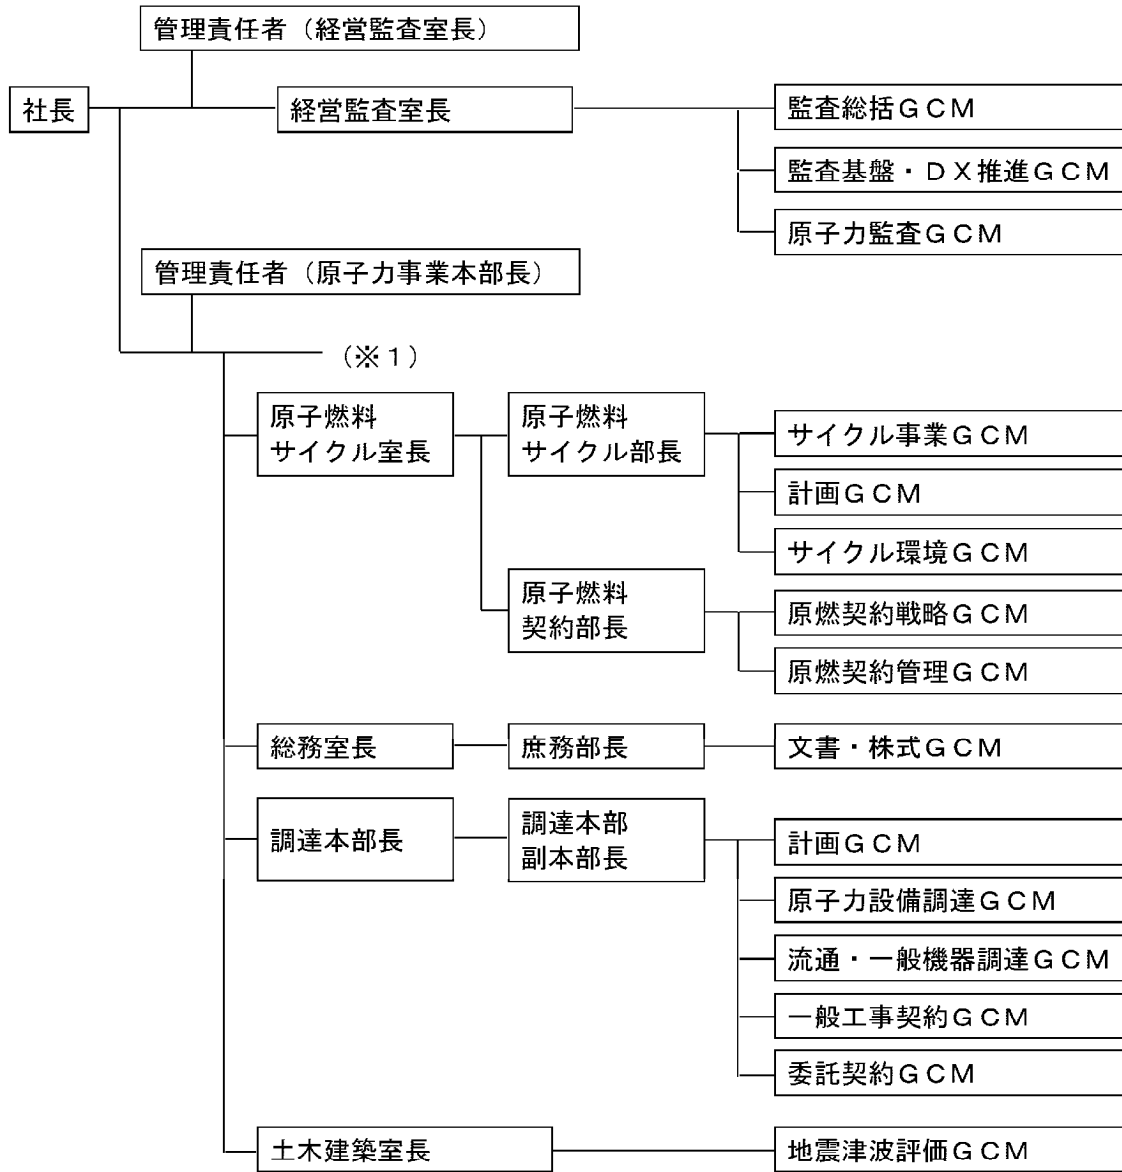 管理責任者（経営監査室長）
社長
経営監査室長
監査総括ＧＣＭ
監査基盤・ＤＸ推進ＧＣＭ
原子力監査ＧＣＭ
管理責任者（原子力事業本部長）
（※１）
原子燃料
サイクル室長
原子燃料
サイクル部長
サイクル事業ＧＣＭ
計画ＧＣＭ
サイクル環境ＧＣＭ
原子燃料
契約部長
原燃契約戦略ＧＣＭ
原燃契約管理ＧＣＭ
総務室長
庶務部長
文書・株式ＧＣＭ
調達本部長
調達本部
副本部長
計画ＧＣＭ
原子力設備調達ＧＣＭ
流通・一般機器調達ＧＣＭ
一般工事契約ＧＣＭ
委託契約ＧＣＭ
土木建築室長
地震津波評価ＧＣＭ